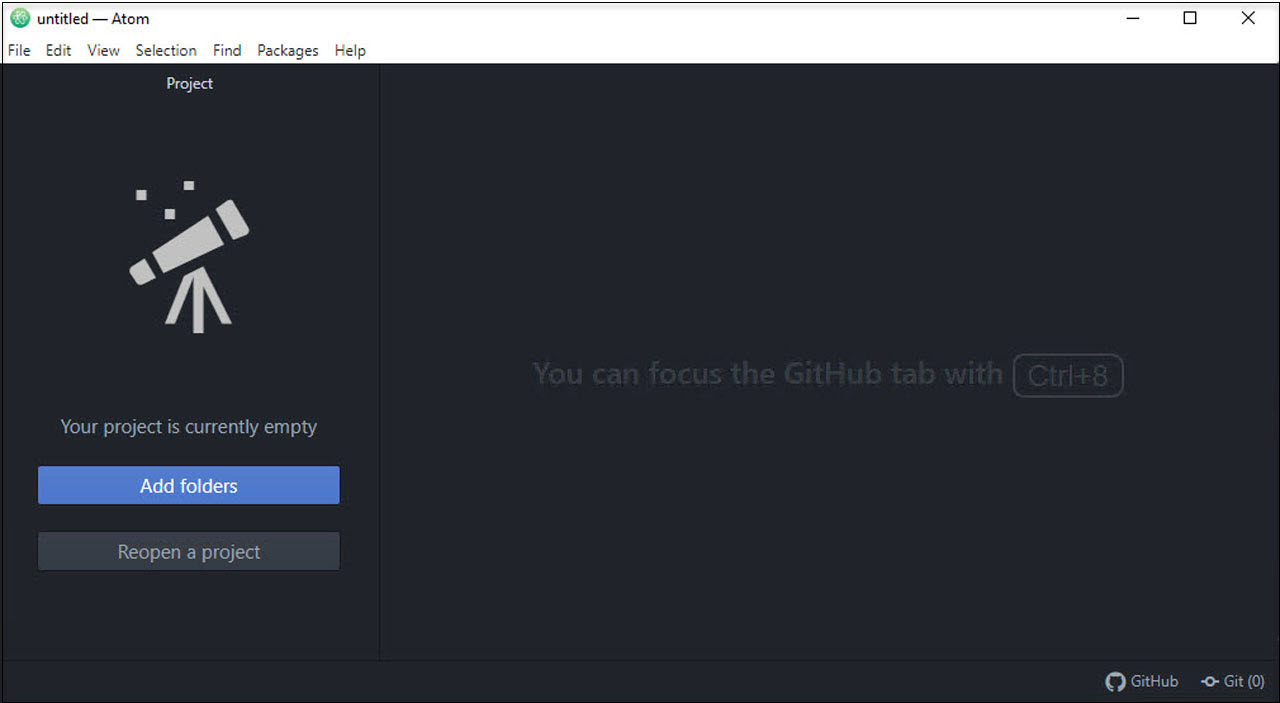 untitled — Atom
File Edit View Selection Find Packages Help
Project
You can focus the GitHub tab with Ctrl+8
Your project is currently empty
Add folders
Reopen a project
GitHub Git (0)